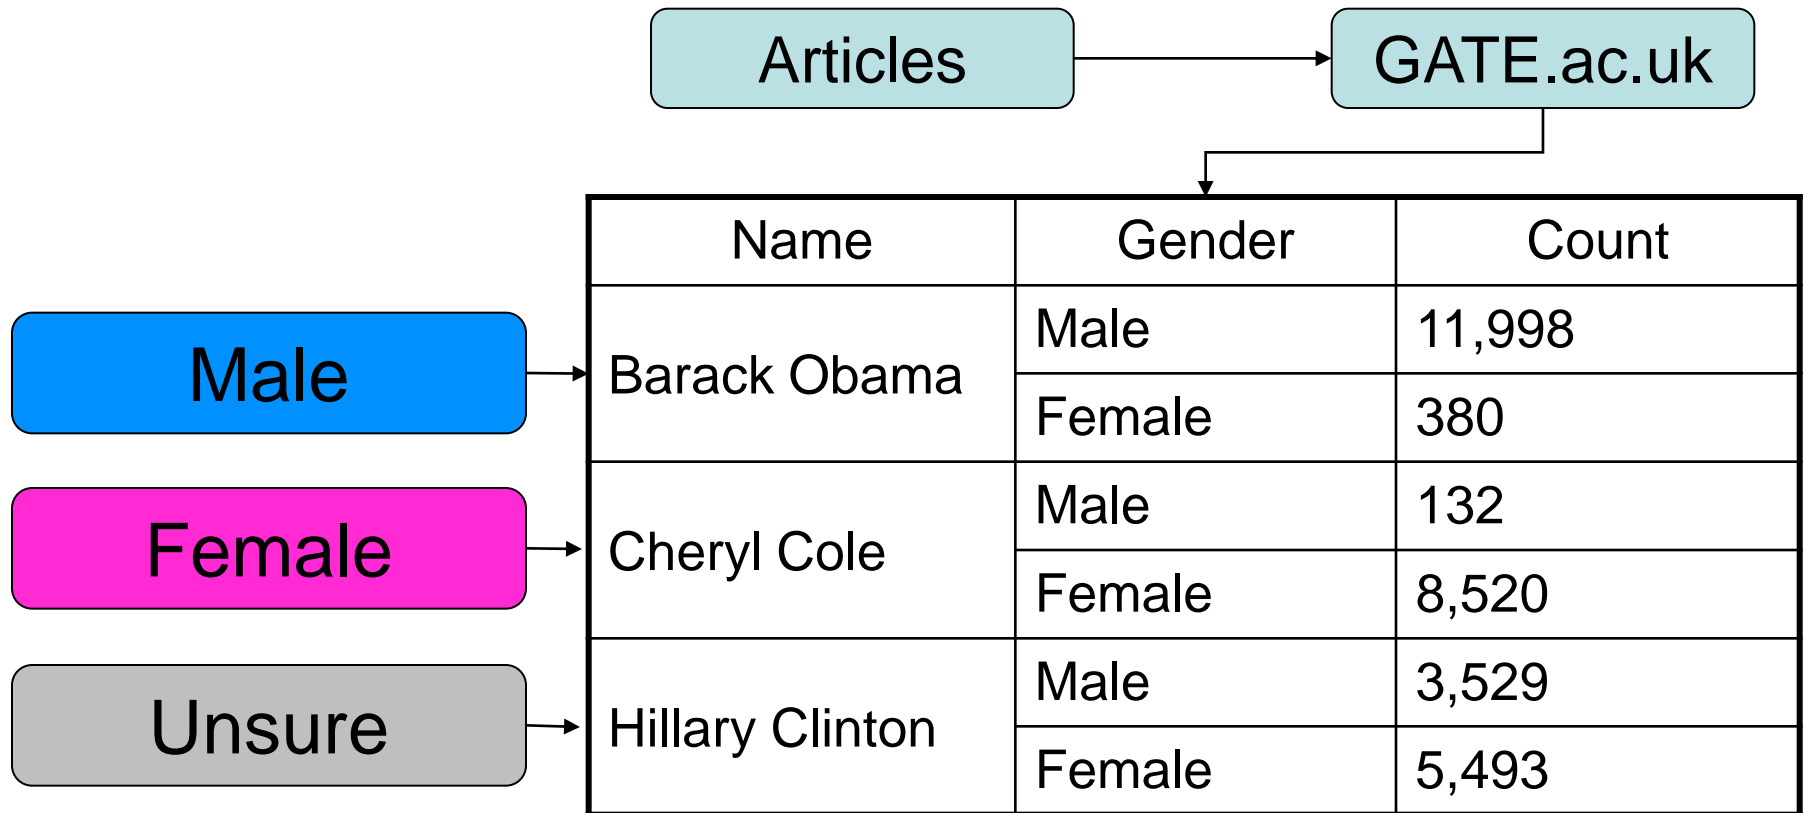 Articles
GATE.ac.uk
Name Gender Count
Male
Barack Obama
Male 11,998
Female 380
Female
Cheryl Cole
Male 132
Female 8,520
Unsure
Hillary Clinton
Male 3,529
Female 5,493